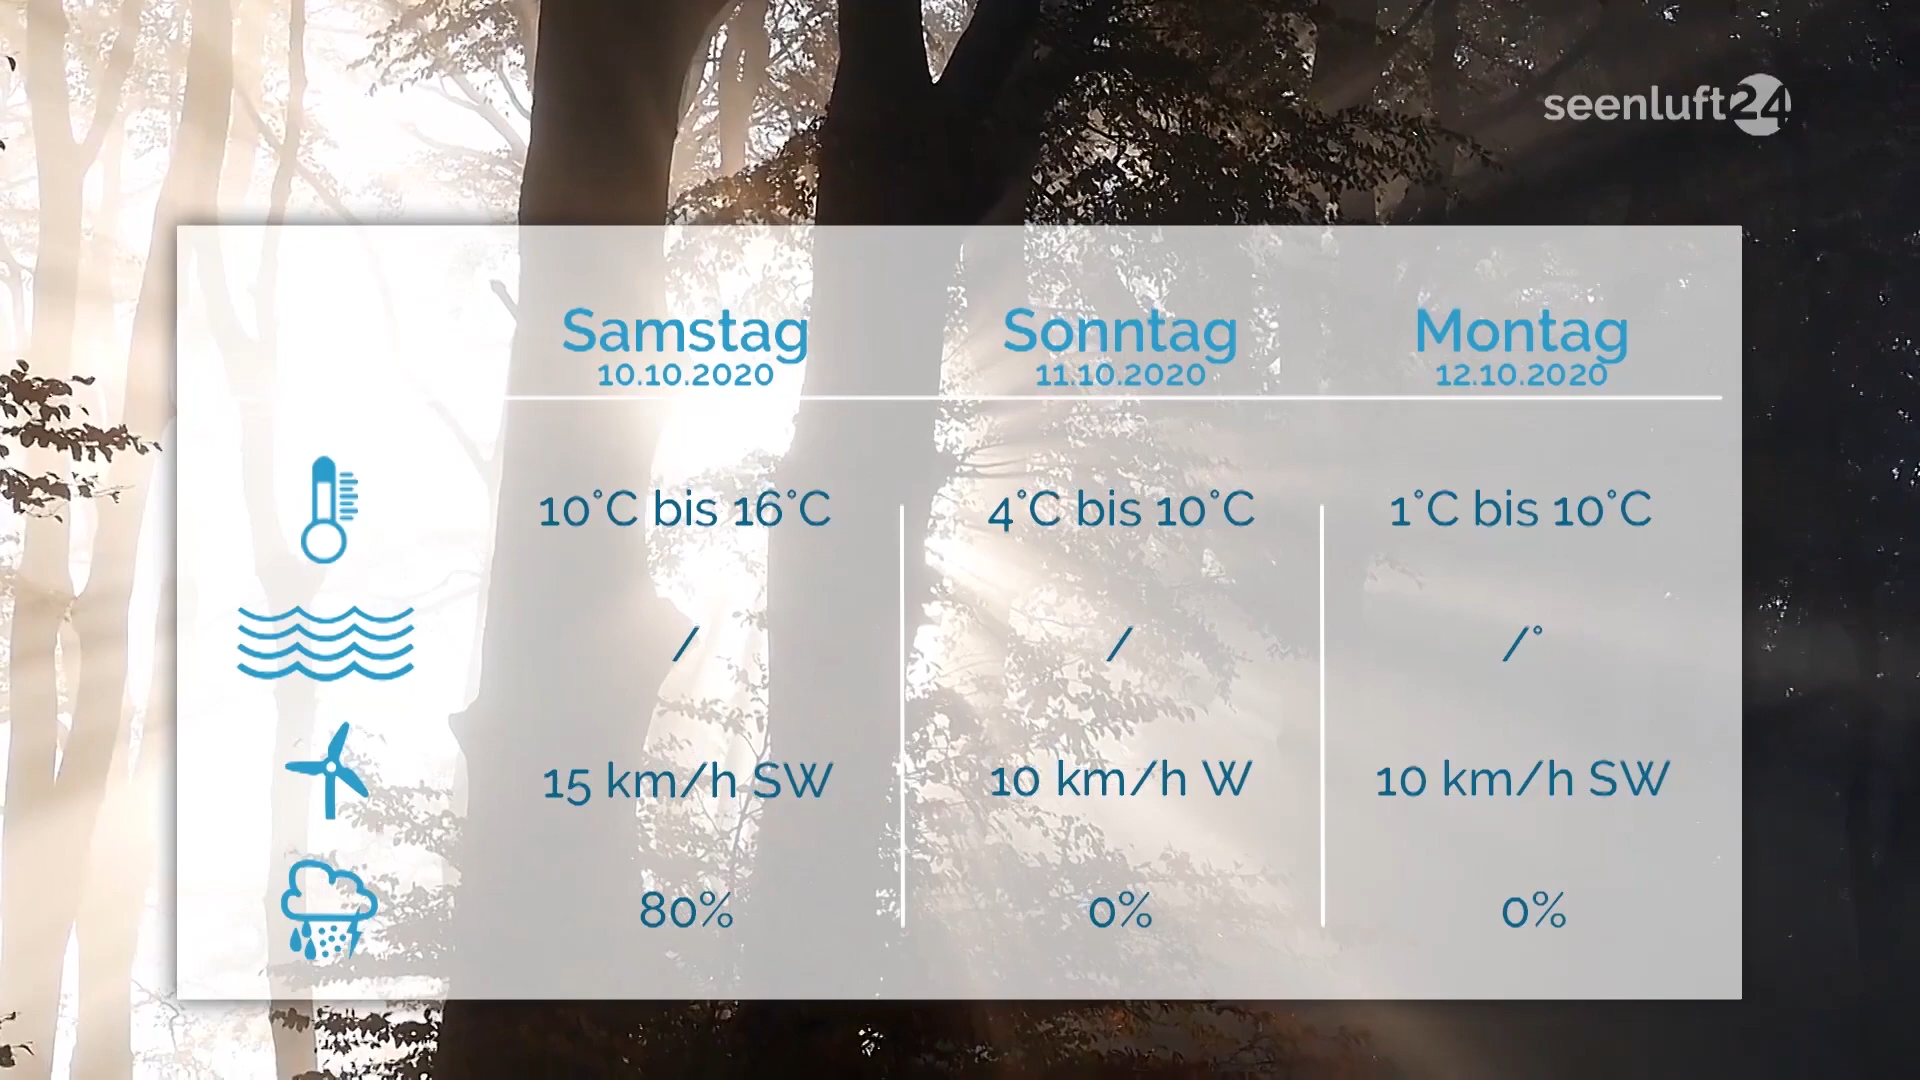 seenluft24
Samstag Sonntag Montag
10.10.2020 11.10.2020 12.10.2020
10°C bis 16°C 4°C bis 10°C 1°C bis 10°C
/ / /°
15 km/h SW 10 km/h W 10 km/h SW
80% 0% 0%